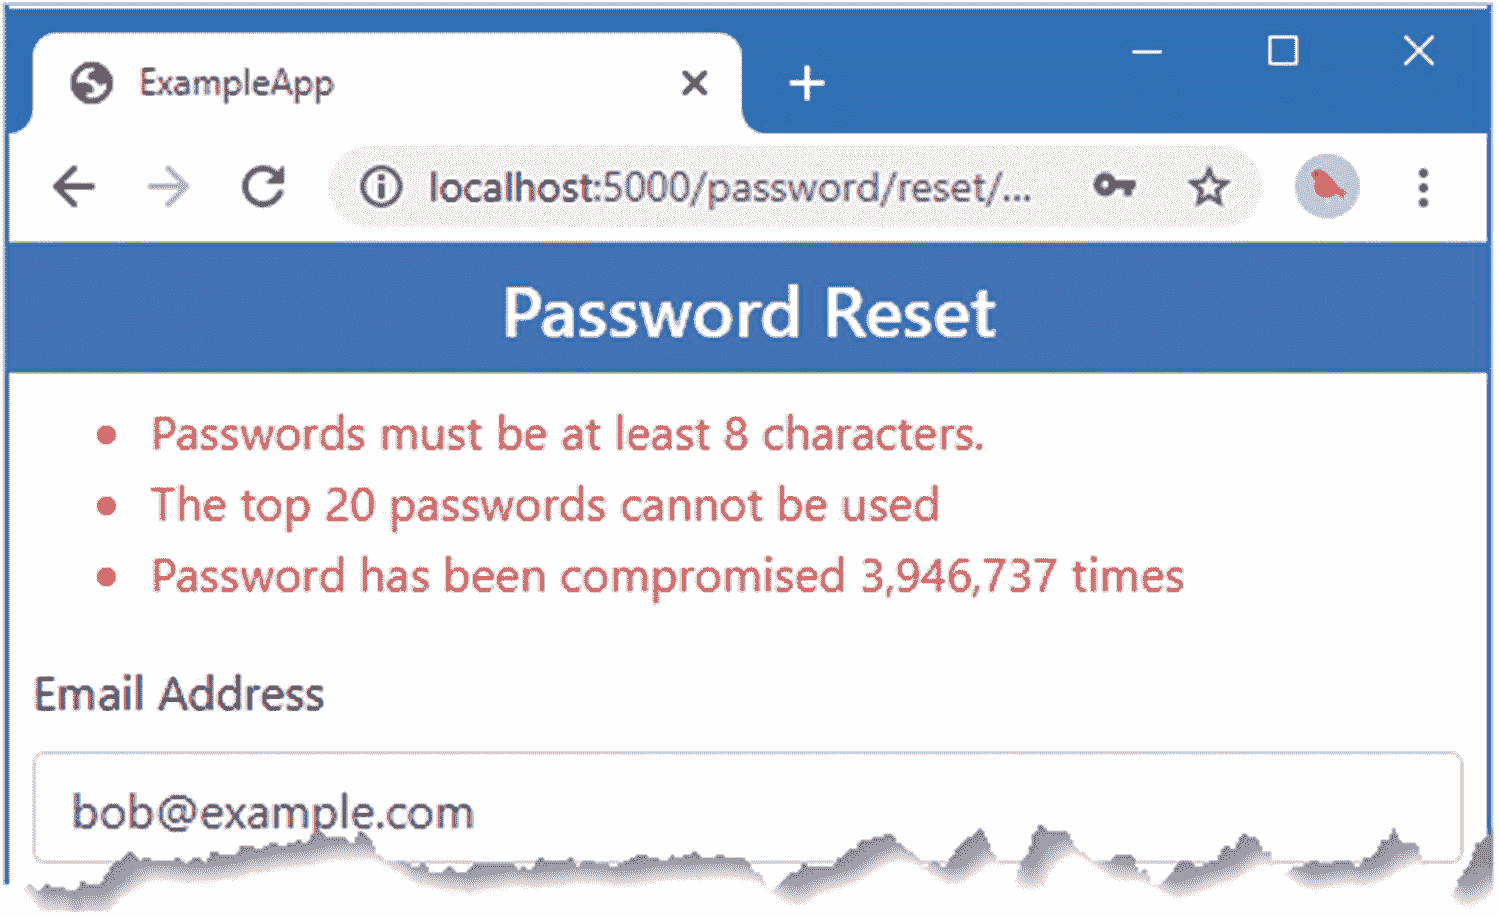 ExampleApp
localhost:5000/password/reset/...
Password Reset
Passwords must be at least 8 characters.
The top 20 passwords cannot be used
Password has been compromised 3,946,737 times
Email Address
bob@example.com